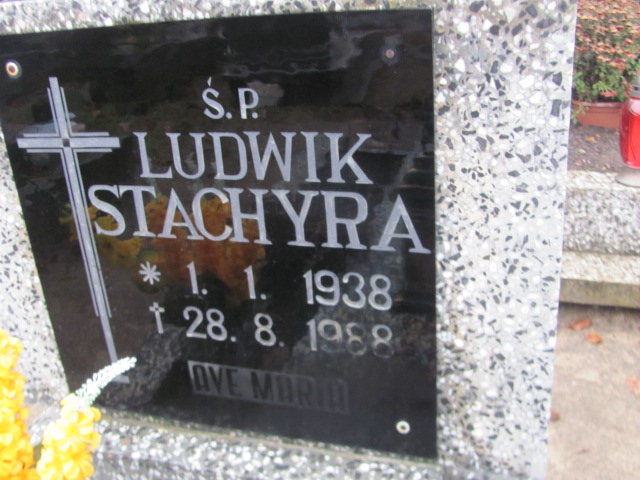 Ś.P.
LUDWIK
STACHYRA
* 1. 1. 1938
† 28. 8. 1988
AVE MARIA